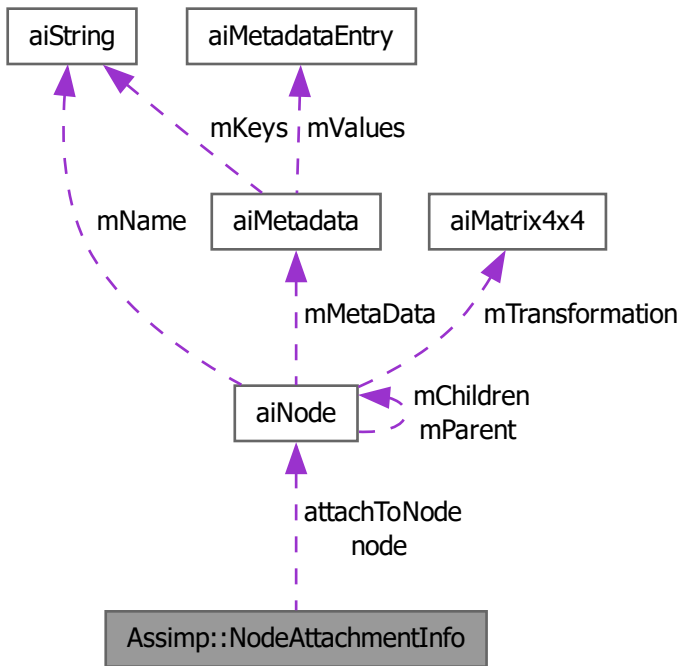 aiString
aiMetadataEntry
mKeys
mValues
mName
aiMetadata
aiMatrix4x4
mMetaData
mTransformation
aiNode
mChildren
mParent
attachToNode
node
Assimp::NodeAttachmentInfo